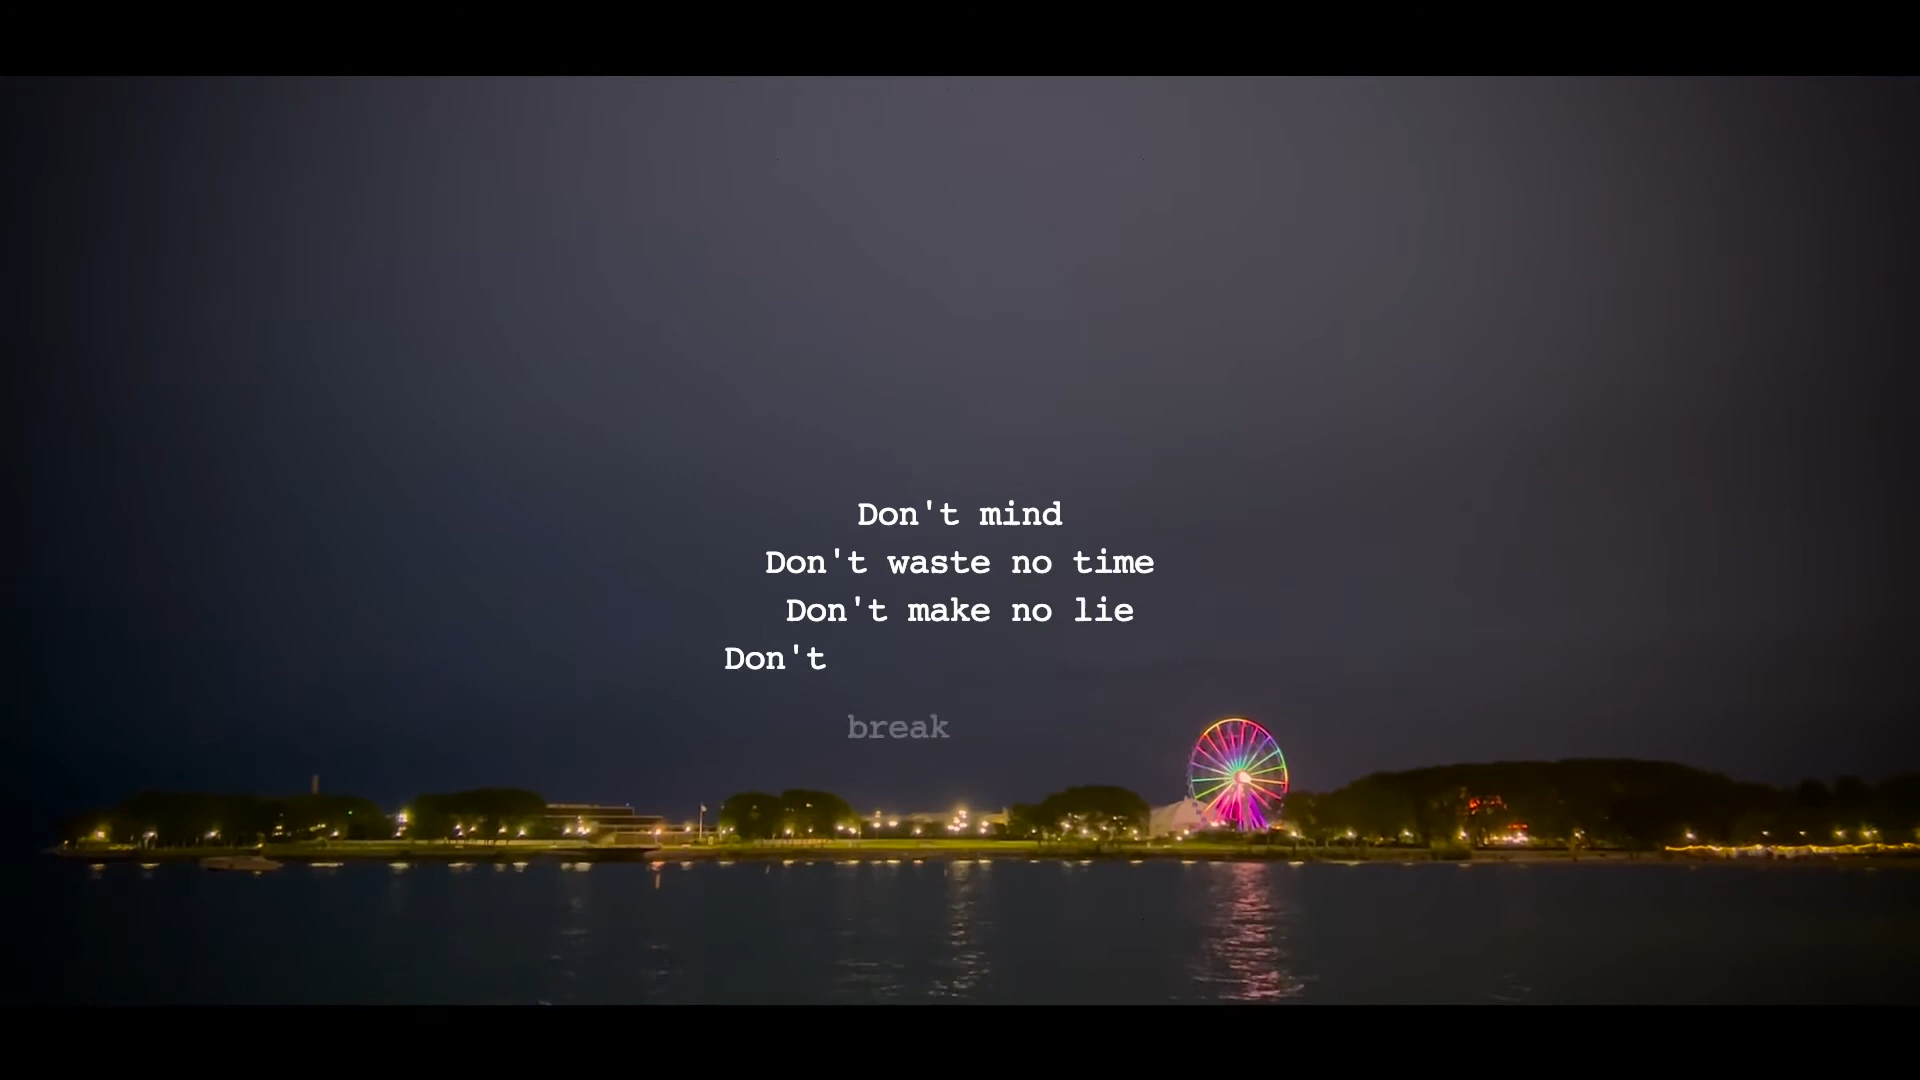 Don't mind
Don't waste no time
Don't make no lie
Don't
break